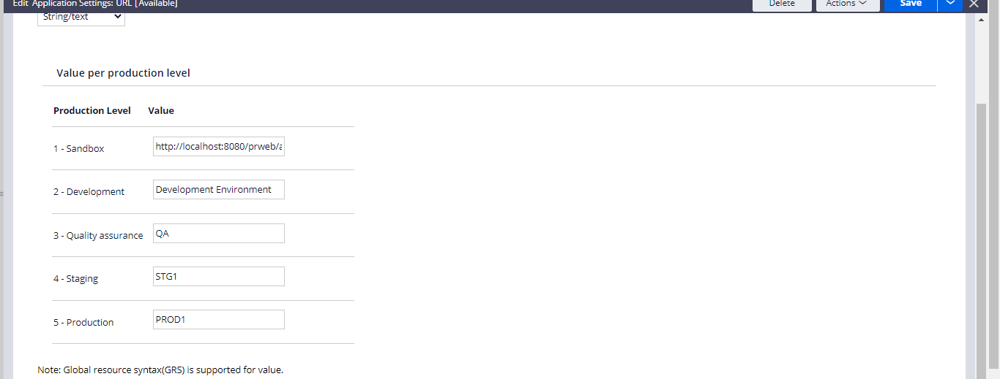 Edit Application Settings: URL [Available]
Delete
Actions
Save
String/text
Value per production level
Production Level Value
1 - Sandbox http://localhost:8080/prweb/a
2 - Development Development Environment
3 - Quality assurance QA
4 - Staging STG1
5 - Production PROD1
Note: Global resource syntax(GRS) is supported for value.